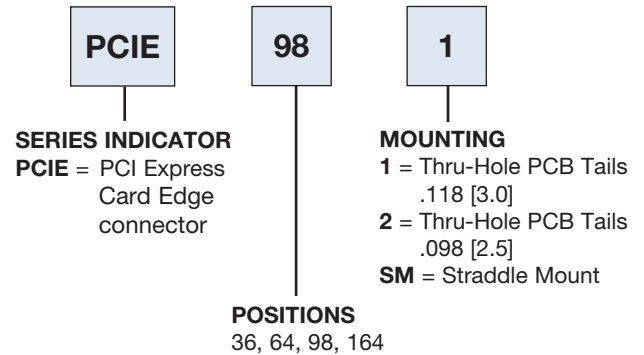 PCIE 98 1
SERIES INDICATOR
PCIE = PCI Express
Card Edge
connector
MOUNTING
1 = Thru-Hole PCB Tails
.118 [3.0]
2 = Thru-Hole PCB Tails
.098 [2.5]
SM = Straddle Mount
POSITIONS
36, 64, 98, 164